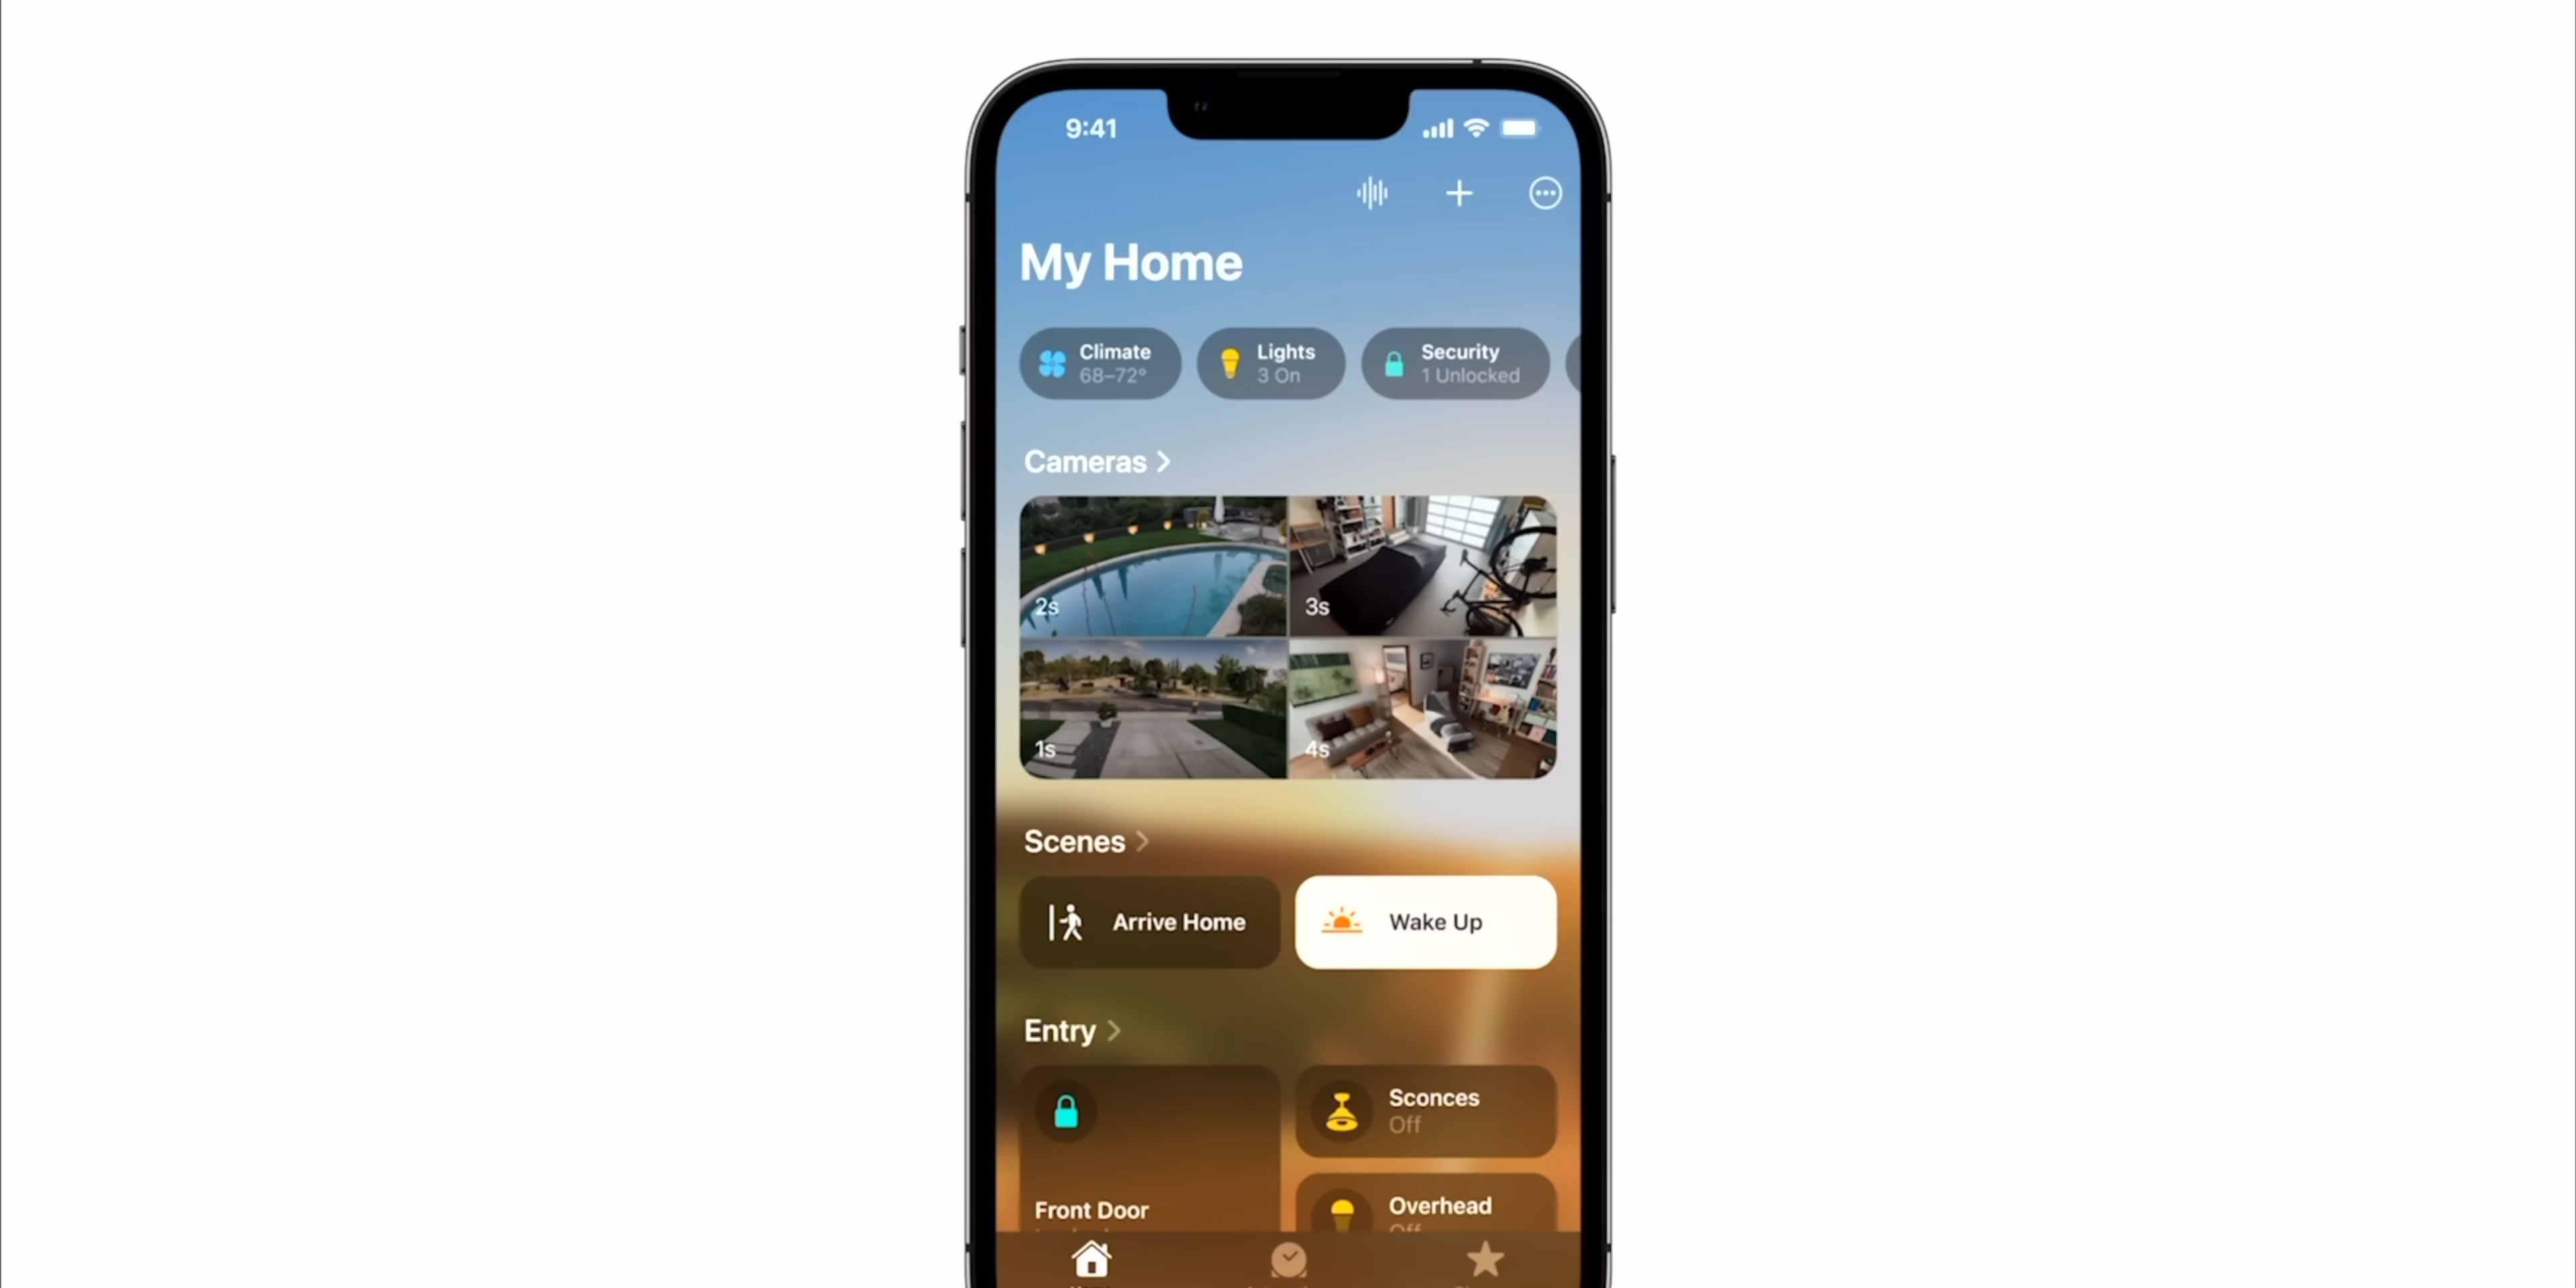 9:41
My Home
Climate
68–72°
Lights
3 On
Security
1 Unlocked
Cameras
2s
3s
1s
4s
Scenes
Arrive Home
Wake Up
Entry
Sconces
Off
Front Door
Overhead
Off